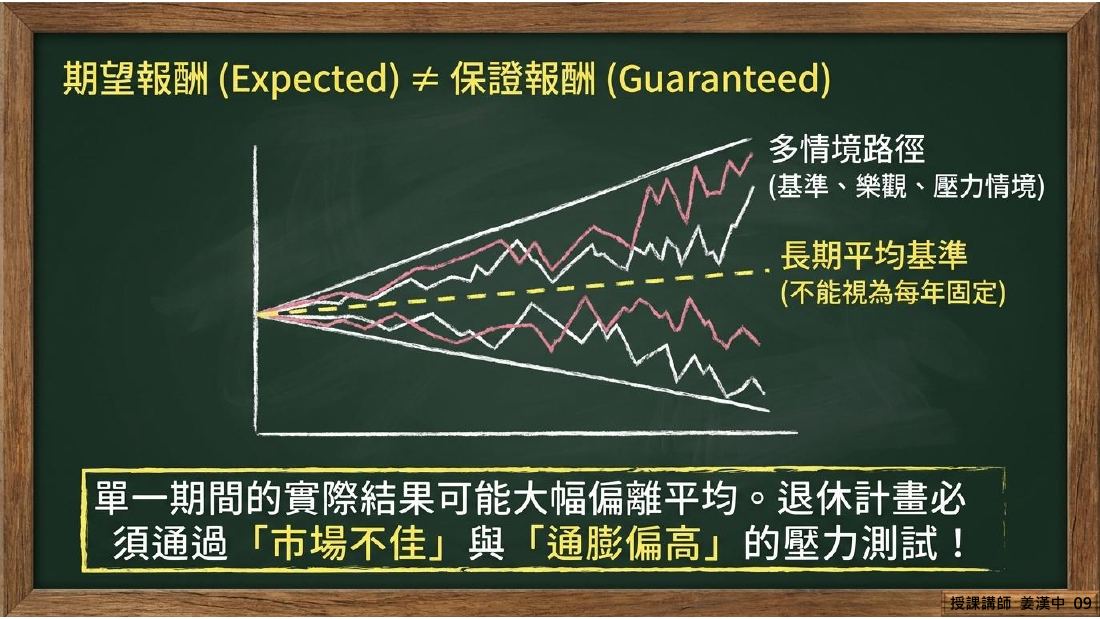 期望報酬 (Expected) ≠ 保證報酬 (Guaranteed)
多情境路徑
(基準、樂觀、壓力情境)
長期平均基準
(不能視為每年固定)
單一期間的實際結果可能大幅偏離平均。退休計畫必
須通過「市場不佳」與「通膨偏高」的壓力測試！
授課講師 姜漢中 09